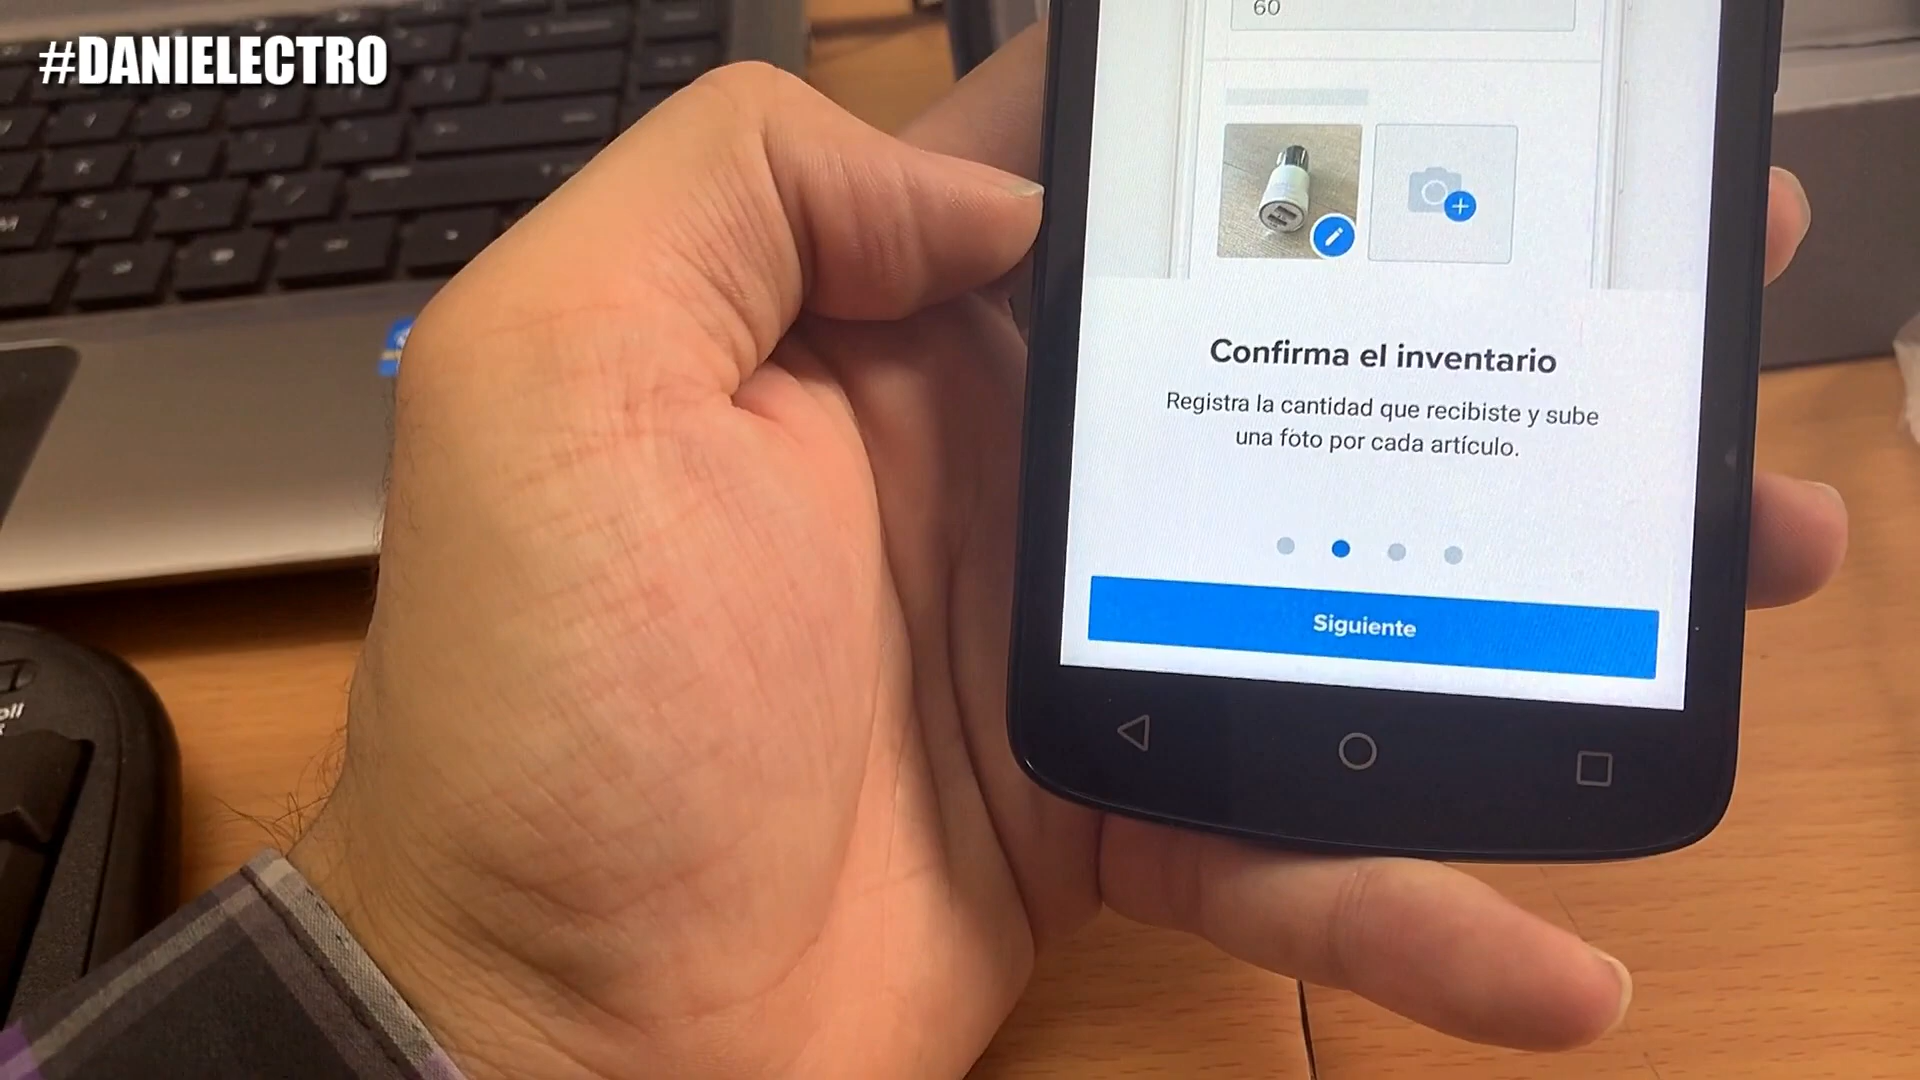 #DANIELECTRO
60
Confirma el inventario
Registra la cantidad que recibiste y sube
una foto por cada artículo.
Siguiente